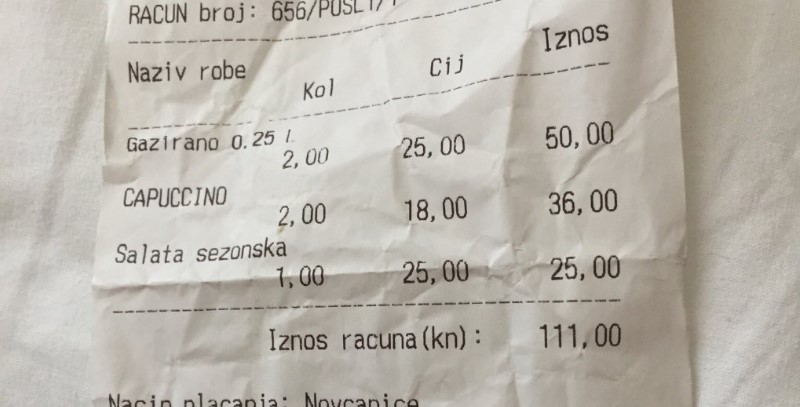 RACUN broj: 656/POSL1/1
Naziv robe Kol Cij Iznos
Gazirano 0.25 l
2,00 25,00 50,00
CAPUCCINO
2,00 18,00 36,00
Salata sezonska
1,00 25,00 25,00
Iznos racuna(kn): 111,00
Nacin placanja: Novcanice